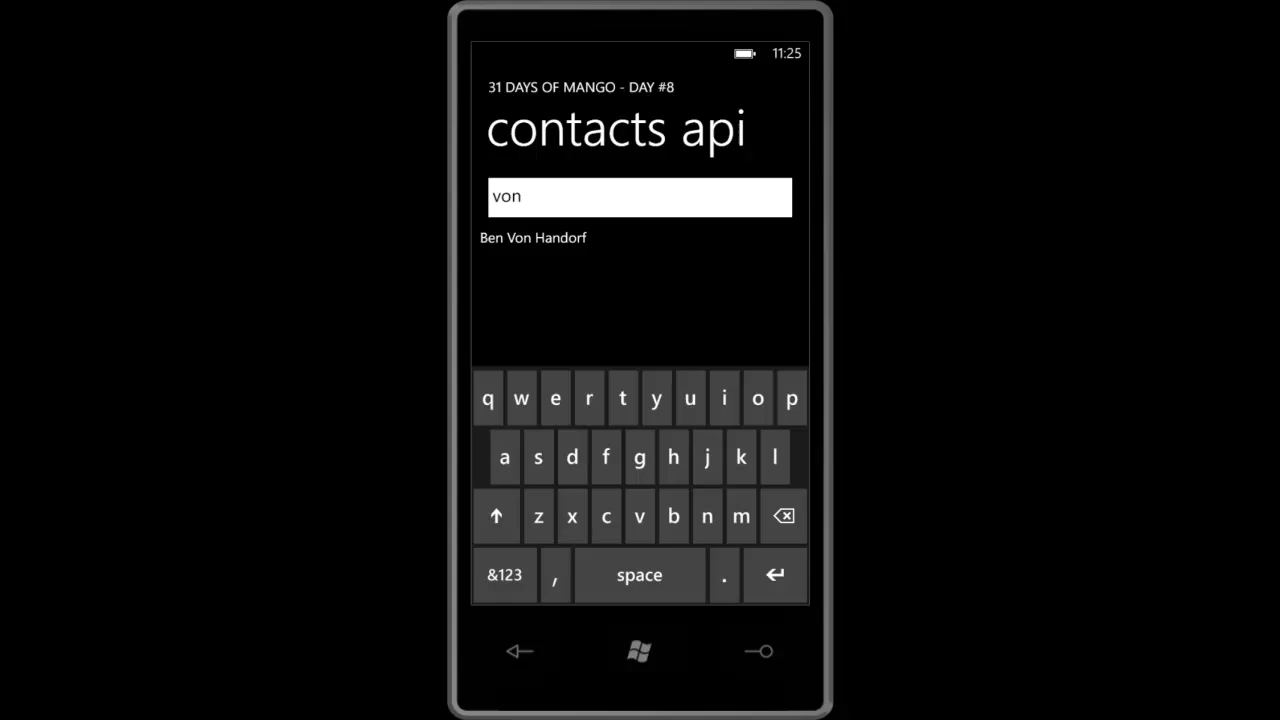 11:25
31 DAYS OF MANGO - DAY #8
contacts api
von
Ben Von Handorf
q w e r t y u i o p
a s d f g h j k l
z x c v b n m
&123 , space .